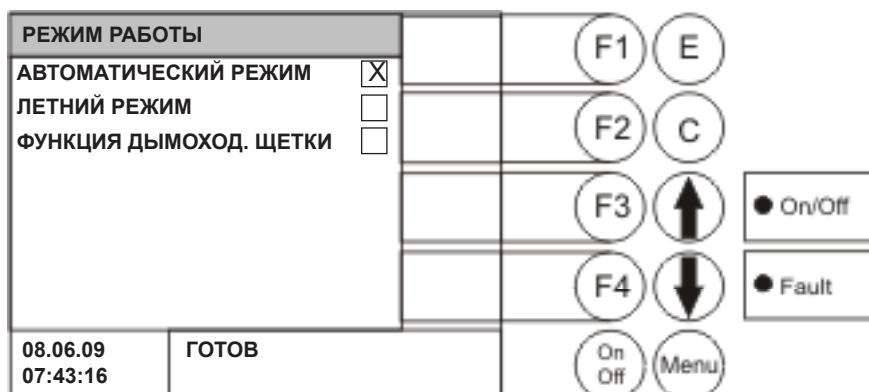 РЕЖИМ РАБОТЫ
АВТОМАТИЧЕСКИЙ РЕЖИМ X
ЛЕТНИЙ РЕЖИМ
ФУНКЦИЯ ДЫМОХОД. ЩЕТКИ
08.06.09
07:43:16
ГОТОВ
F1 E
F2 C
F3
F4
On
Off
Menu
On/Off
Fault